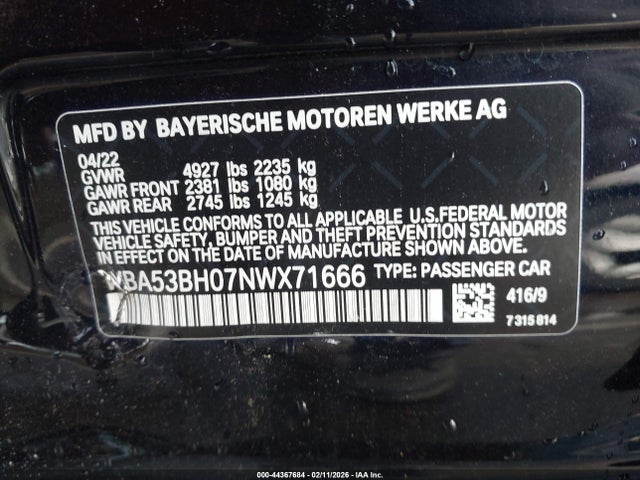 MFD BY BAYERISCHE MOTOREN WERKE AG
04/22
GVWR 4927 lbs 2235 kg
GAWR FRONT 2381 lbs 1080 kg
GAWR REAR 2745 lbs 1245 kg
THIS VEHICLE CONFORMS TO ALL APPLICABLE U.S.FEDERAL MOTOR
VEHICLE SAFETY, BUMPER AND THEFT PREVENTION STANDARDS
IN EFFECT ON THE DATE OF MANUFACTURE SHOWN ABOVE.
WBA53BH07NWX71666 TYPE: PASSENGER CAR
416/9
7 315 814
000-44367684 - 02/11/2026 - IAA Inc.